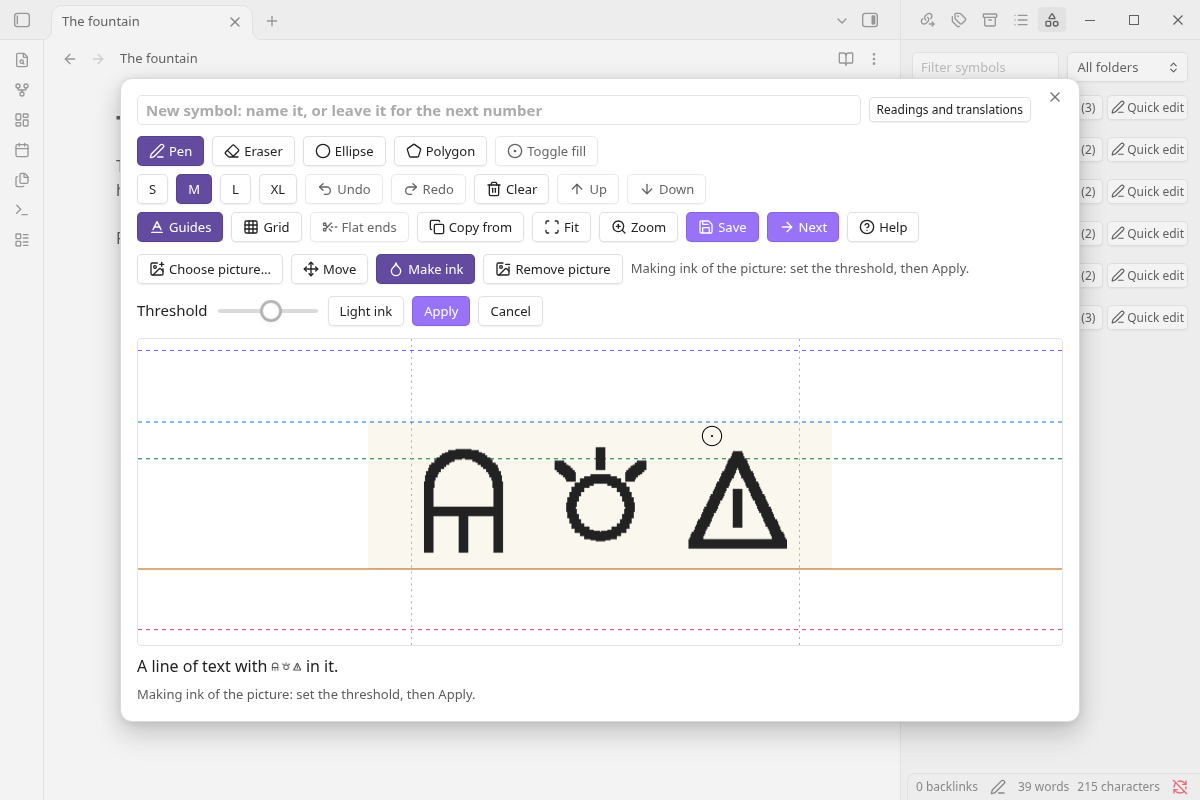 The fountain
The fountain
Filter symbols
All folders
New symbol: name it, or leave it for the next number
Readings and translations
(3) Quick edit
Pen Eraser Ellipse Polygon Toggle fill
(2) Quick edit
S M L XL Undo Redo Clear Up Down
(2) Quick edit
Guides Grid Flat ends Copy from Fit Zoom Save Next Help
(2) Quick edit
Choose picture... Move Make ink Remove picture Making ink of the picture: set the threshold, then Apply.
(2) Quick edit
Threshold Light ink Apply Cancel
(3) Quick edit
A line of text with in it.
Making ink of the picture: set the threshold, then Apply.
0 backlinks 39 words 215 characters